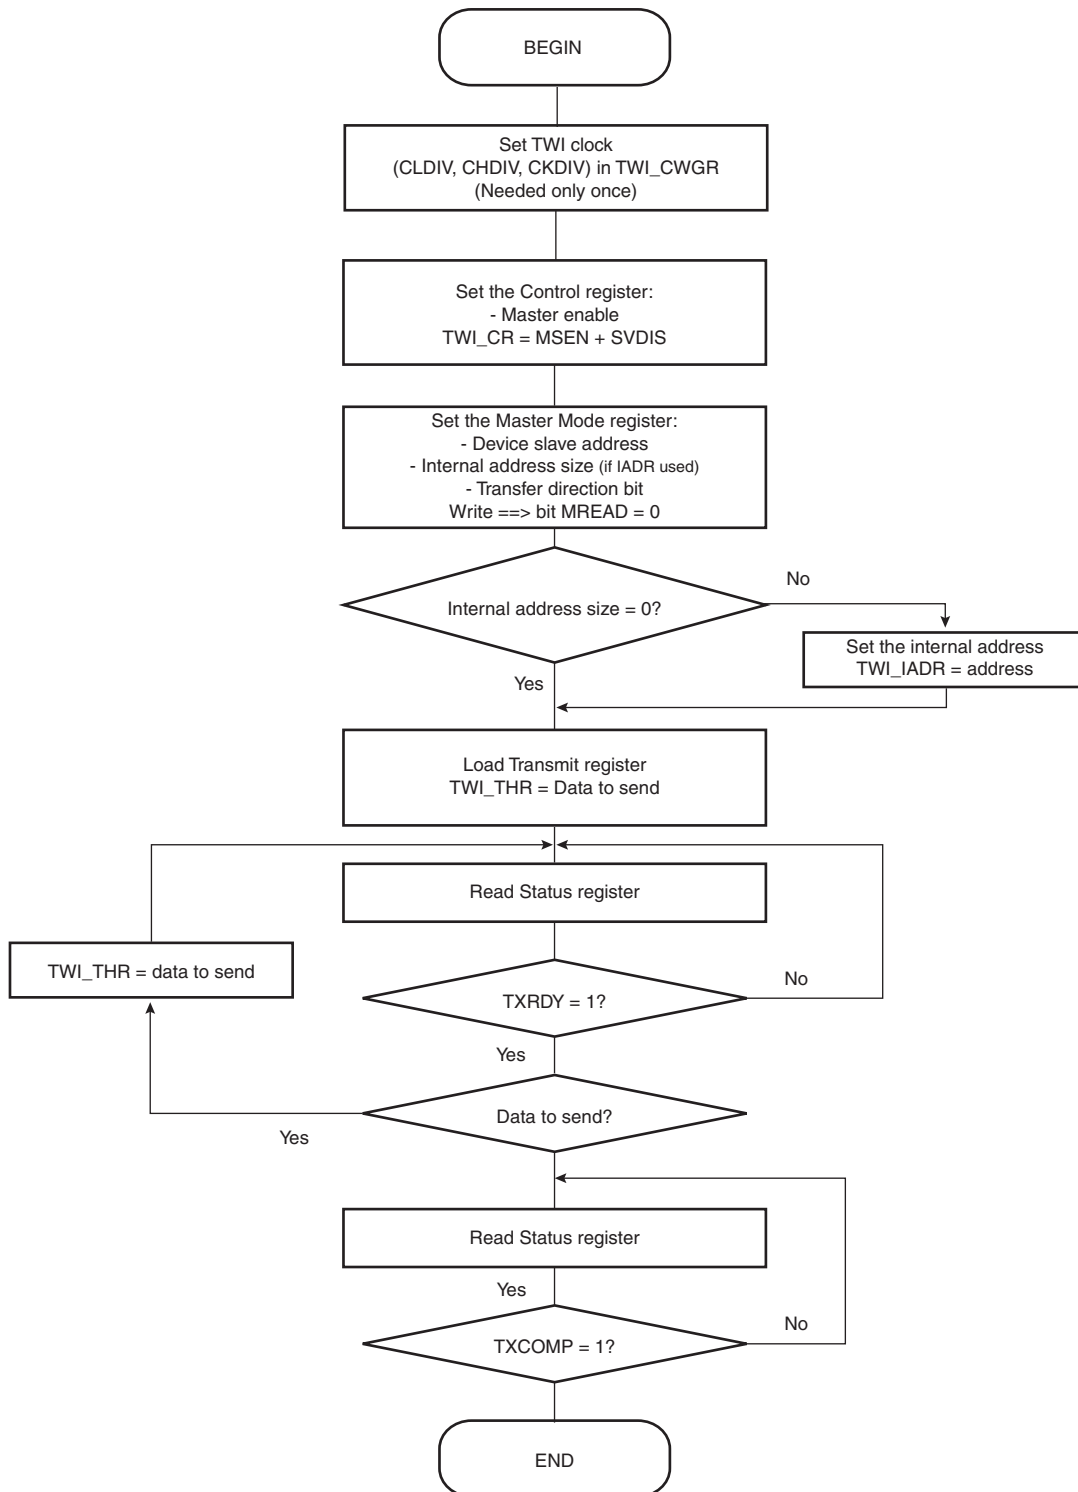 BEGIN
Set TWI clock
(CLDIV, CHDIV, CKDIV) in TWI_CWGR
(Needed only once)
Set the Control register:
- Master enable
TWI_CR = MSEN + SVDIS
Set the Master Mode register:
- Device slave address
- Internal address size (if IADR used)
- Transfer direction bit
Write ==> bit MREAD = 0
Internal address size = 0?
No
Set the internal address
TWI_IADR = address
Yes
Load Transmit register
TWI_THR = Data to send
Read Status register
TWI_THR = data to send
TXRDY = 1?
No
Yes
Data to send?
Yes
Read Status register
Yes
TXCOMP = 1?
No
END